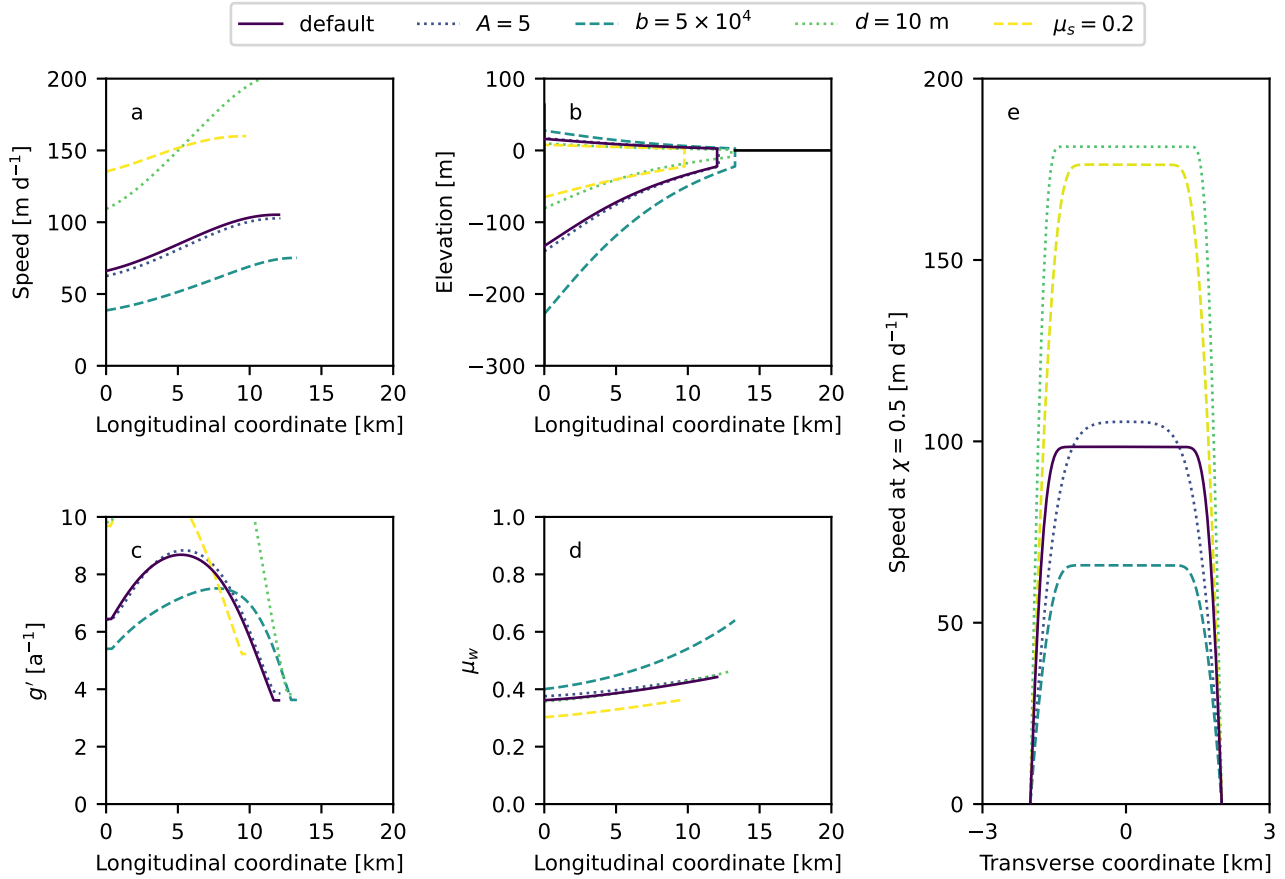 default
A = 5
b = 5 × 10⁴
d = 10 m
μₛ = 0.2
a
200
150
100
50
0
Speed [m d⁻¹]
0 5 10 15 20
Longitudinal coordinate [km]
b
100
0
−100
−200
−300
Elevation [m]
0 5 10 15 20
Longitudinal coordinate [km]
c
10
8
6
4
2
0
g′ [a⁻¹]
0 5 10 15 20
Longitudinal coordinate [km]
d
1.0
0.8
0.6
0.4
0.2
0.0
μ_w
0 5 10 15 20
Longitudinal coordinate [km]
e
200
150
100
50
0
Speed at χ = 0.5 [m d⁻¹]
−3 0 3
Transverse coordinate [km]